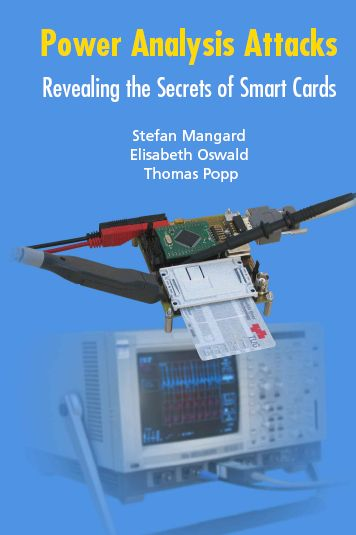 Power Analysis Attacks
Revealing the Secrets of Smart Cards
Stefan Mangard
Elisabeth Oswald
Thomas Popp